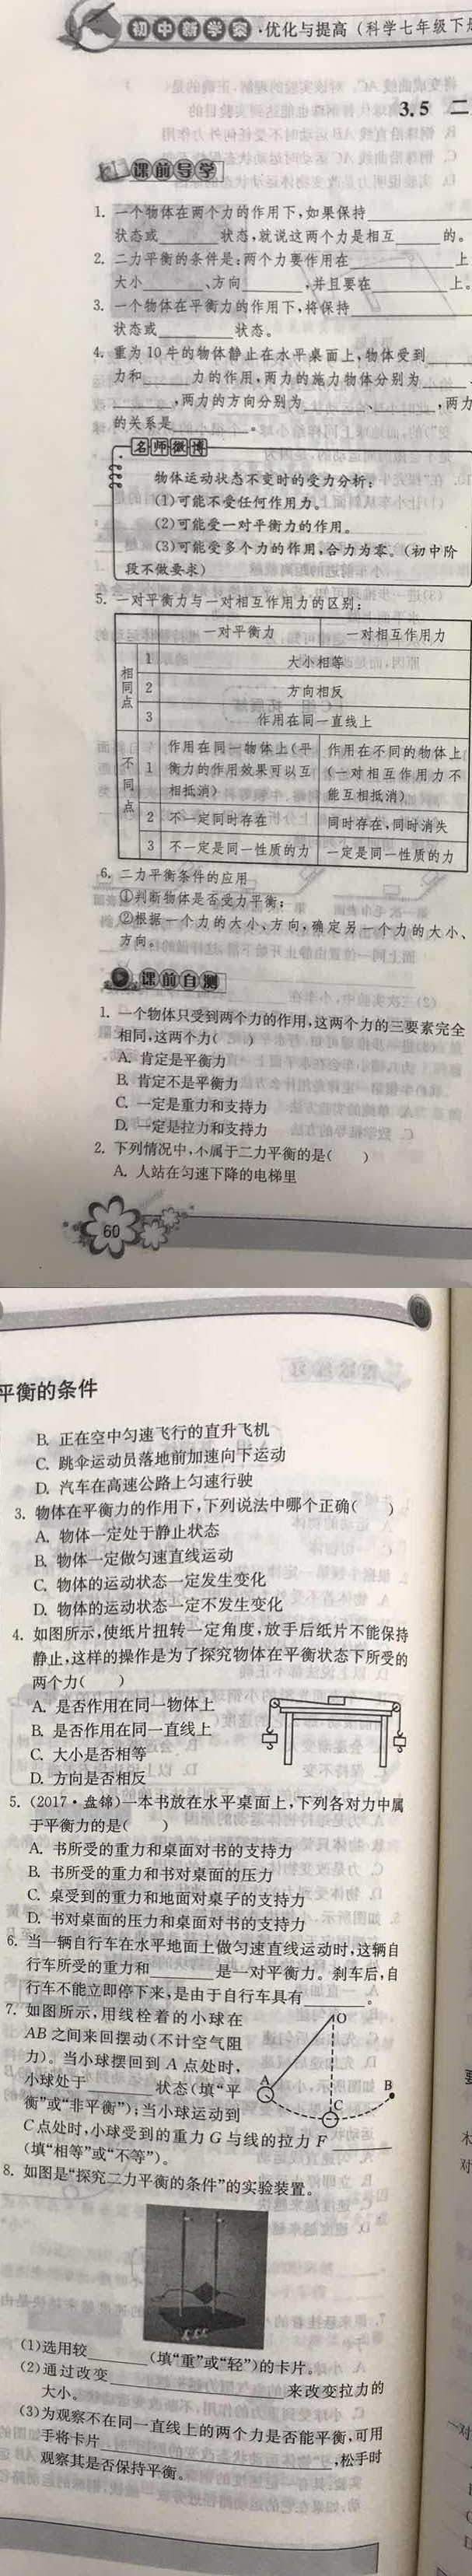 初中新学案·优化与提高(科学七年级下册
3.5 二
课前导学
1. 一个物体在两个力的作用下,如果保持
状态或______状态,就说这两个力是相互______的。
2. 二力平衡的条件是:两个力要作用在______上
大小______、方向______,并且要在______上。
3. 一个物体在平衡力的作用下,将保持
状态或______状态。
4. 重为10牛的物体静止在水平桌面上,物体受到
力和______力的作用,两力的施力物体分别为______、
______,两力的方向分别为______、______,两力
的关系是______。
名师微博
物体运动状态不变时的受力分析:
(1)可能不受任何作用力。
(2)可能受一对平衡力的作用。
(3)可能受多个力的作用,合力为零。(初中阶
段不做要求)
5. 一对平衡力与一对相互作用力的区别:
一对平衡力 一对相互作用力
相同点 1 大小相等
2 方向相反
3 作用在同一直线上
不同点 1 作用在同一物体上(平衡力的作用效果可以互相抵消) 作用在不同的物体上(一对相互作用力不能互相抵消)
2 不一定同时存在 同时存在,同时消失
3 不一定是同一性质的力 一定是同一性质的力
6. 二力平衡条件的应用
①判断物体是否受力平衡;
②根据一个力的大小、方向,确定另一个力的大小、
方向。
课前自测
1. 一个物体只受到两个力的作用,这两个力的三要素完全
相同,这两个力( )
A. 肯定是平衡力
B. 肯定不是平衡力
C. 一定是重力和支持力
D. 一定是拉力和支持力
2. 下列情况中,不属于二力平衡的是( )
A. 人站在匀速下降的电梯里
60
平衡的条件
B. 正在空中匀速飞行的直升飞机
C. 跳伞运动员落地前加速向下运动
D. 汽车在高速公路上匀速行驶
3. 物体在平衡力的作用下,下列说法中哪个正确( )
A. 物体一定处于静止状态
B. 物体一定做匀速直线运动
C. 物体的运动状态一定发生变化
D. 物体的运动状态一定不发生变化
4. 如图所示,使纸片扭转一定角度,放手后纸片不能保持
静止,这样的操作是为了探究物体在平衡状态下所受的
两个力( )
A. 是否作用在同一物体上
B. 是否作用在同一直线上
C. 大小是否相等
D. 方向是否相反
5. (2017·盘锦)一本书放在水平桌面上,下列各对力中属
于平衡力的是( )
A. 书所受的重力和桌面对书的支持力
B. 书所受的重力和书对桌面的压力
C. 桌受到的重力和地面对桌子的支持力
D. 书对桌面的压力和桌面对书的支持力
6. 当一辆自行车在水平地面上做匀速直线运动时,这辆自
行车所受的重力和______是一对平衡力。刹车后,自
行车不能立即停下来,是由于自行车具有______。
7. 如图所示,用线栓着的小球在
AB之间来回摆动(不计空气阻
力)。当小球摆回到A点处时,
小球处于______状态(填“平
衡”或“非平衡”);当小球运动到
C点处时,小球受到的重力G与线的拉力F______
(填“相等”或“不等”)。
O
A
B
C
8. 如图是“探究二力平衡的条件”的实验装置。
(1)选用较______(填“重”或“轻”)的卡片。
(2)通过改变______来改变拉力的
大小。
(3)为观察不在同一直线上的两个力是否能平衡,可用
手将卡片______,松手时
观察其是否保持平衡。